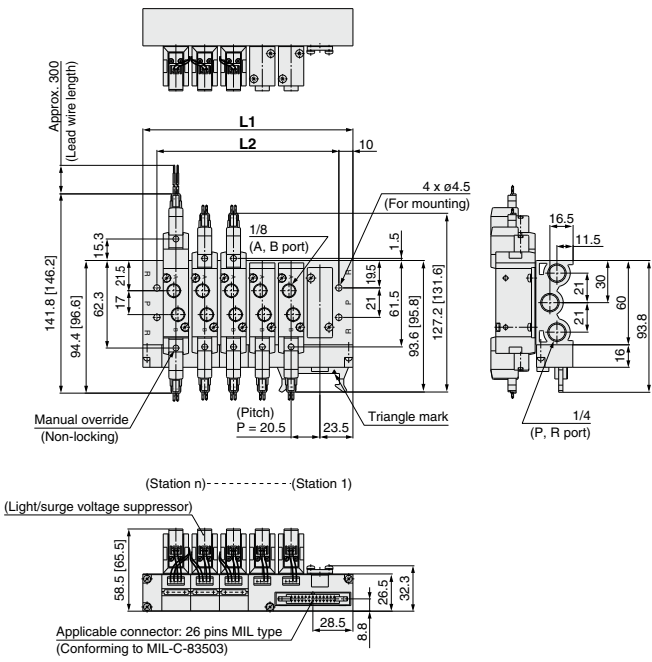 Approx. 300
(Lead wire length)
L1
L2
10
4 x ø4.5
(For mounting)
1/8
(A, B port)
15.3
21.5
17
62.3
141.8 [146.2]
94.4 [96.6]
1.5
19.5
21
61.5
93.6 [95.8]
127.2 [131.6]
R
P
R
R
P
R
16.5
11.5
21
21
30
60
16
93.8
Manual override
(Non-locking)
(Pitch)
P = 20.5
23.5
Triangle mark
1/4
(P, R port)
(Station n)----------(Station 1)
(Light/surge voltage suppressor)
58.5 [65.5]
26.5
32.3
28.5
8.8
Applicable connector: 26 pins MIL type
(Conforming to MIL-C-83503)